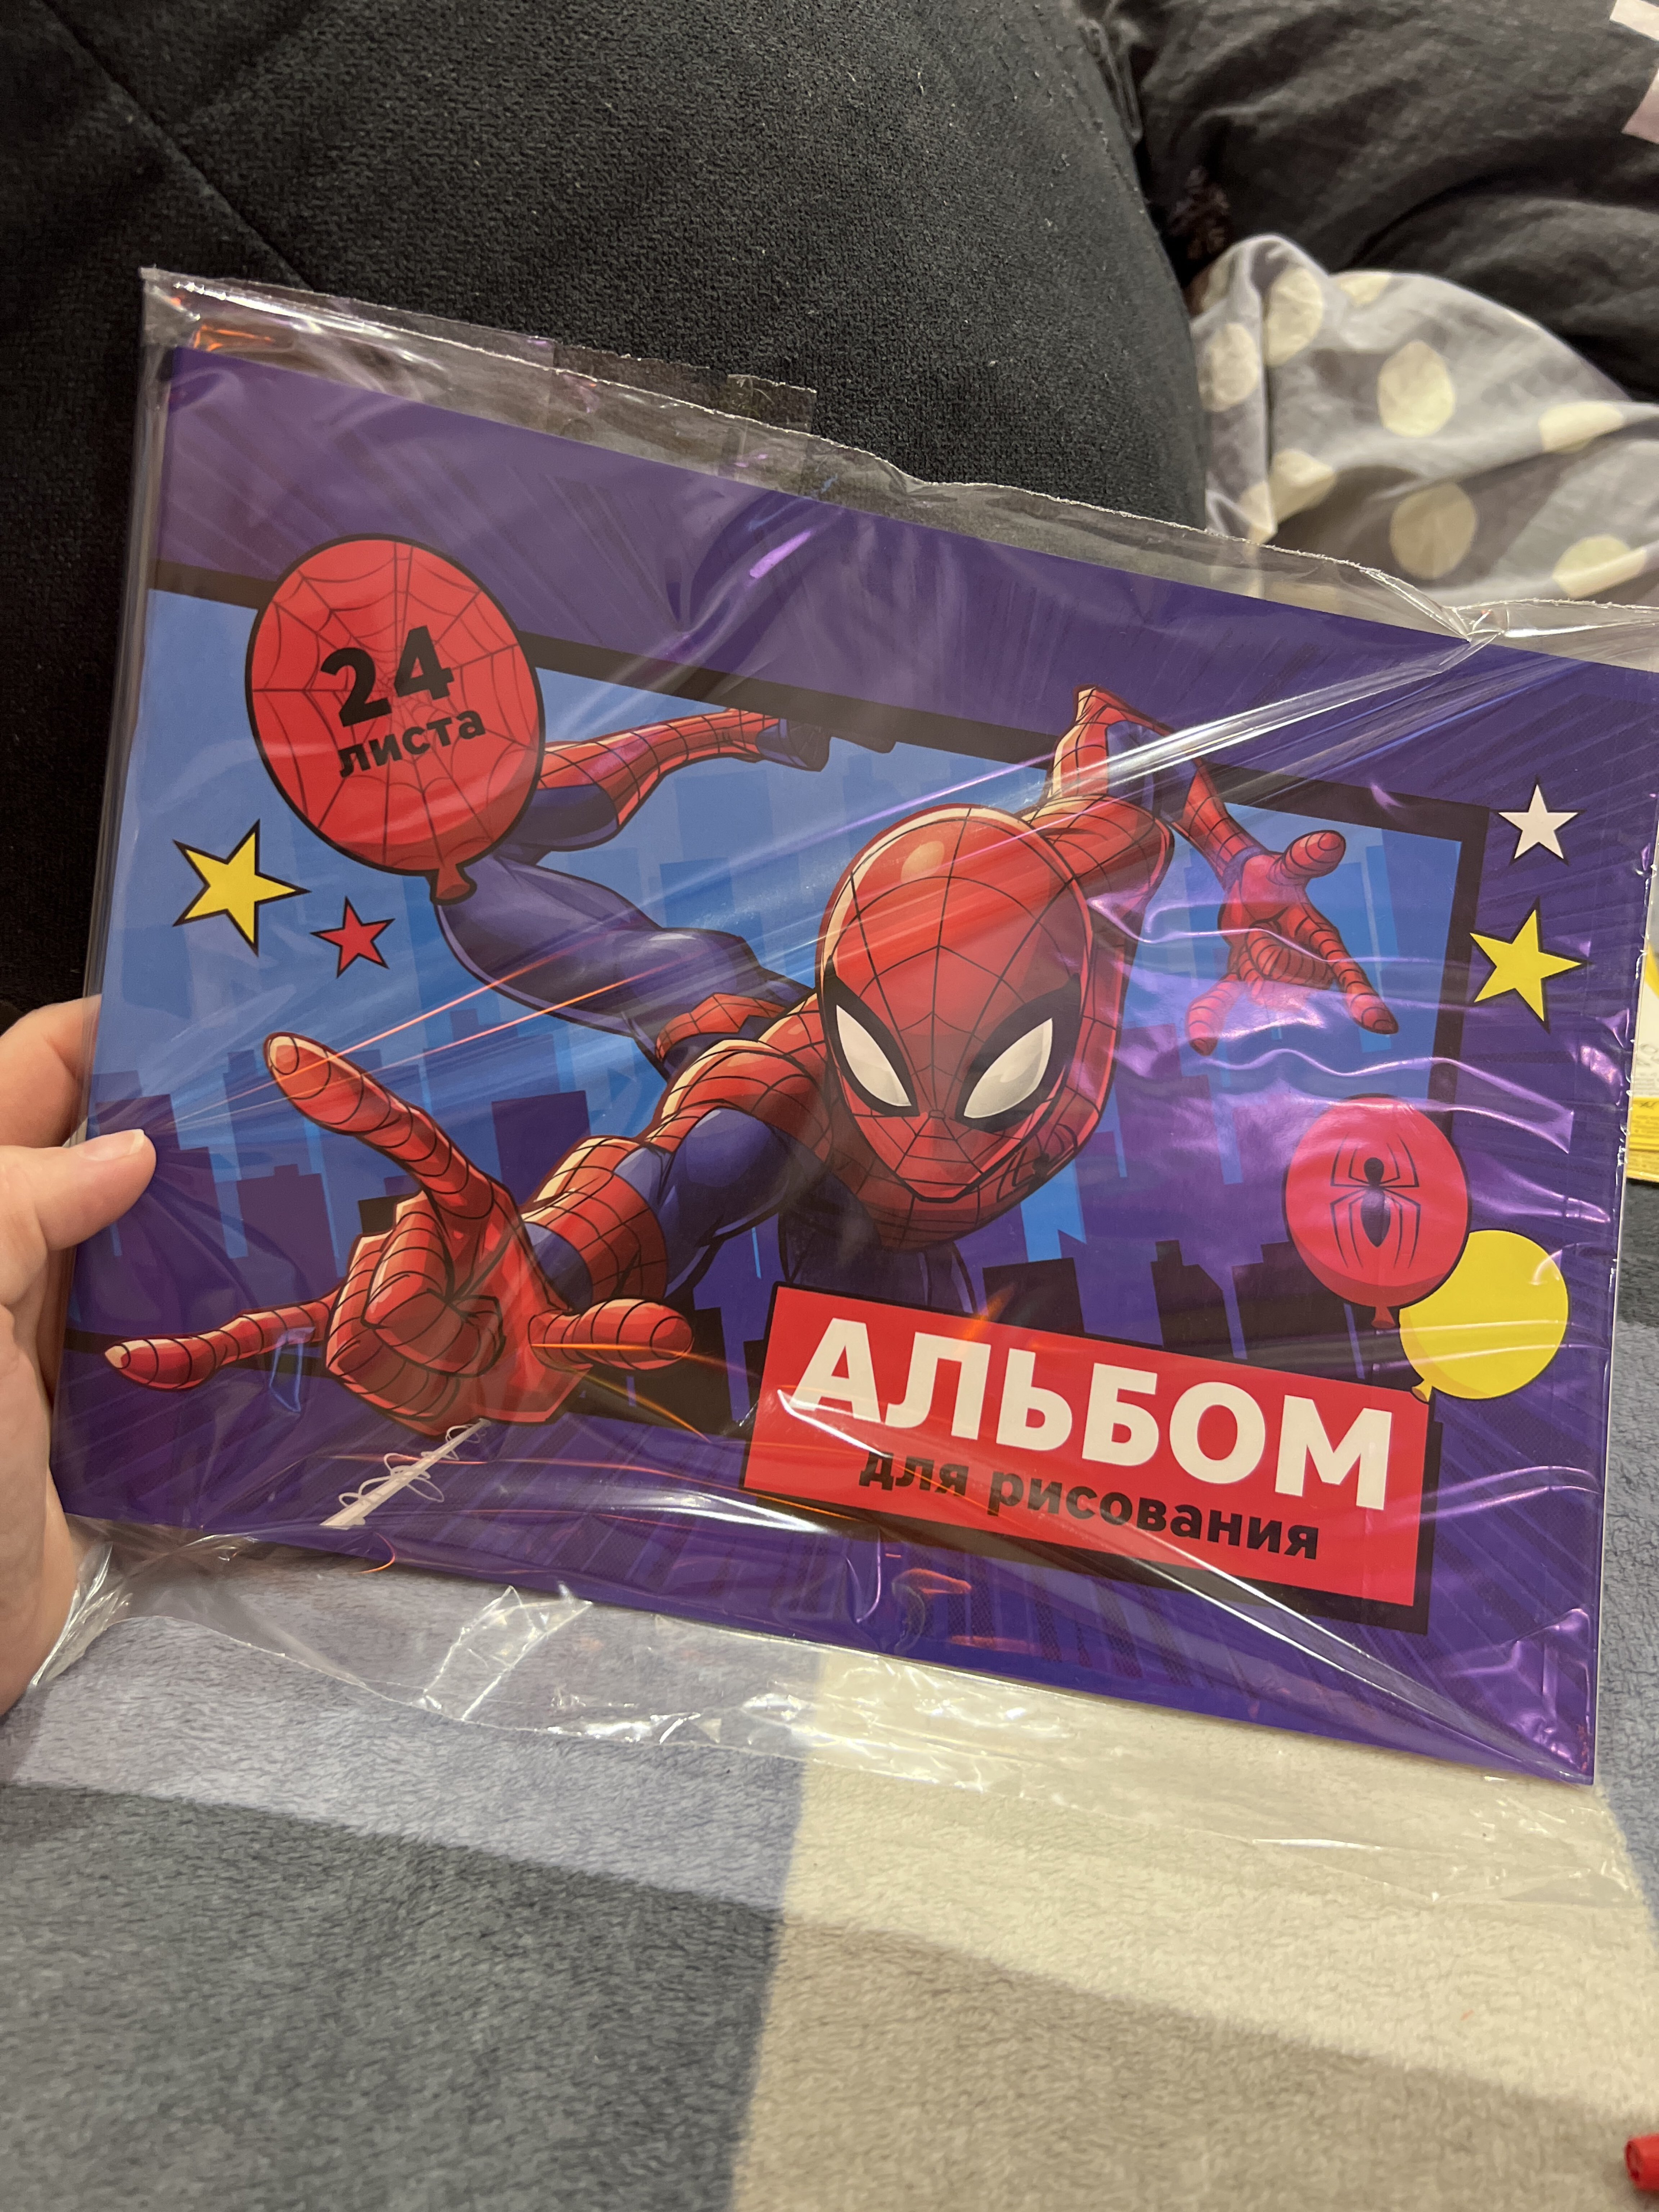 24
листа
АЛЬБОМ
для рисования